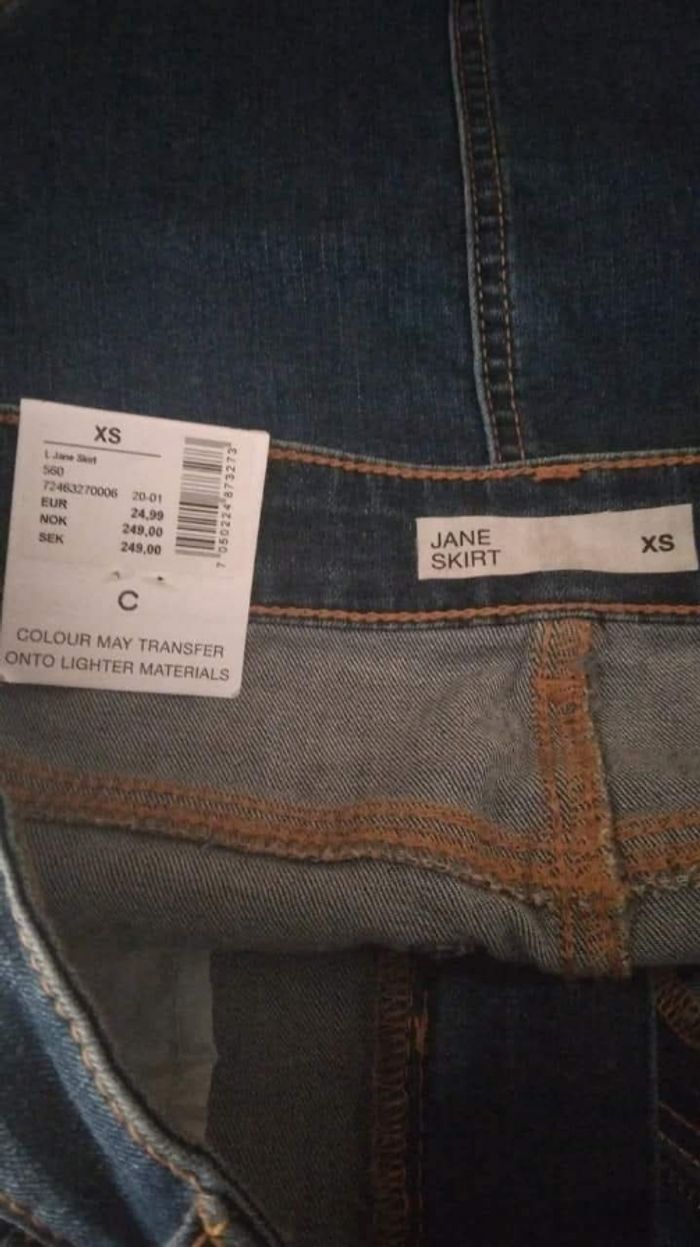 XS
L Jane Skirt
560
72463270006 20-01
EUR 24,99
NOK 249,00
SEK 249,00
7 050224 873273
C
COLOUR MAY TRANSFER
ONTO LIGHTER MATERIALS
JANE
SKIRT
XS